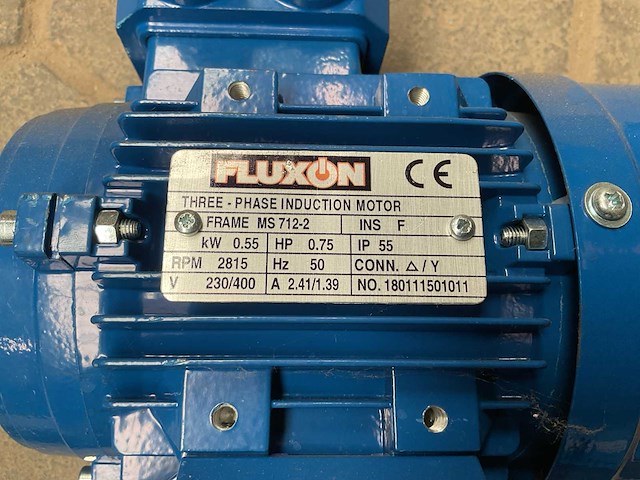 FLUXON CE
THREE - PHASE INDUCTION MOTOR
FRAME MS 712-2 INS F
kW 0.55 HP 0.75 IP 55
RPM 2815 Hz 50 CONN. △ / Y
V 230/400 A 2.41/1.39 NO. 180111501011